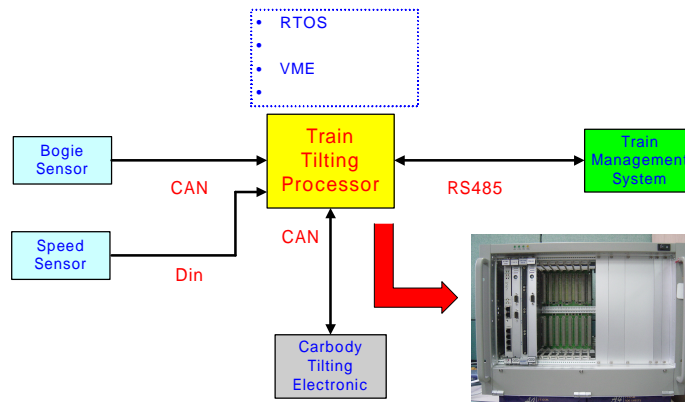 • RTOS
•
• VME
•
Bogie
Sensor
CAN
Train
Tilting
Processor
RS485
Train
Management
System
Speed
Sensor
Din
CAN
Carbody
Tilting
Electronic